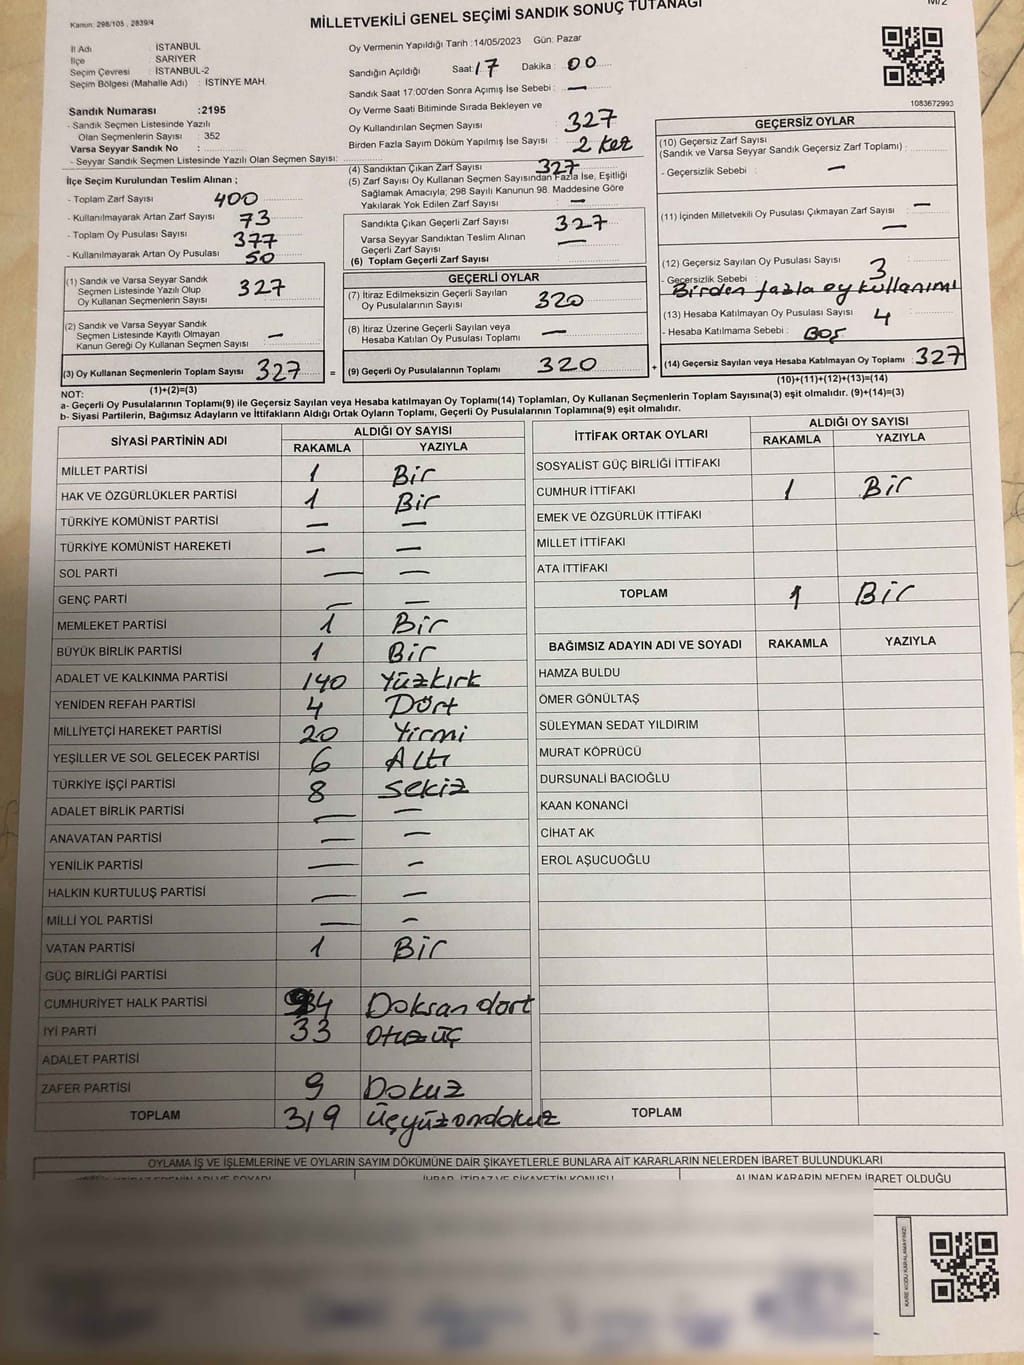 Kanun: 298/105 , 2839/4
MİLLETVEKİLİ GENEL SEÇİMİ SANDIK SONUÇ TUTANAĞI
M/2
İl Adı : İSTANBUL
İlçe : SARIYER
Seçim Çevresi : İSTANBUL-2
Seçim Bölgesi (Mahalle Adı) : İSTİNYE MAH.
Sandık Numarası :2195
- Sandık Seçmen Listesinde Yazılı
Olan Seçmenlerin Sayısı : 352
Varsa Seyyar Sandık No :
- Seyyar Sandık Seçmen Listesinde Yazılı Olan Seçmen Sayısı:
Oy Vermenin Yapıldığı Tarih :14/05/2023 Gün: Pazar
Sandığın Açıldığı Saat: 17 Dakika : 00
Sandık Saat 17:00'den Sonra Açımış İse Sebebi : —
Oy Verme Saati Bitiminde Sırada Bekleyen ve
Oy Kullandırılan Seçmen Sayısı : 327
Birden Fazla Sayım Döküm Yapılmış İse Sayısı : 2 kez
1083672993
İlçe Seçim Kurulundan Teslim Alınan ;
- Toplam Zarf Sayısı : 400
- Kullanılmayarak Artan Zarf Sayısı : 73
- Toplam Oy Pusulası Sayısı : 377
- Kullanılmayarak Artan Oy Pusulası : 50
(1) Sandık ve Varsa Seyyar Sandık
Seçmen Listesinde Yazılı Olup
Oy Kullanan Seçmenlerin Sayısı : 327
(2) Sandık ve Varsa Seyyar Sandık
Seçmen Listesinde Kayıtlı Olmayan
Kanun Gereği Oy Kullanan Seçmen Sayısı : —
(3) Oy Kullanan Seçmenlerin Toplam Sayısı : 327
(1)+(2)=(3)
(4) Sandıktan Çıkan Zarf Sayısı : 327
(5) Zarf Sayısı Oy Kullanan Seçmen Sayısından Fazla İse, Eşitliği
Sağlamak Amacıyla; 298 Sayılı Kanunun 98. Maddesine Göre
Yakılarak Yok Edilen Zarf Sayısı : —
Sandıkta Çıkan Geçerli Zarf Sayısı : 327
Varsa Seyyar Sandıktan Teslim Alınan
Geçerli Zarf Sayısı : —
(6) Toplam Geçerli Zarf Sayısı :
GEÇERLİ OYLAR
(7) İtiraz Edilmeksizin Geçerli Sayılan
Oy Pusulalarının Sayısı : 320
(8) İtiraz Üzerine Geçerli Sayılan veya
Hesaba Katılan Oy Pusulası Toplamı : —
= (9) Geçerli Oy Pusulalarının Toplamı : 320
GEÇERSİZ OYLAR
(10) Geçersiz Zarf Sayısı
(Sandık ve Varsa Seyyar Sandık Geçersiz Zarf Toplamı) :
- Geçersizlik Sebebi : —
(11) İçinden Milletvekili Oy Pusulası Çıkmayan Zarf Sayısı : —
—
(12) Geçersiz Sayılan Oy Pusulası Sayısı : 3
- Geçersizlik Sebebi :
Birden fazla oy kullanımı
(13) Hesaba Katılmayan Oy Pusulası Sayısı : 4
- Hesaba Katılmama Sebebi : Boş
+ (14) Geçersiz Sayılan veya Hesaba Katılmayan Oy Toplamı : 327
(10)+(11)+(12)+(13)=(14)
NOT:
a- Geçerli Oy Pusulalarının Toplamı(9) ile Geçersiz Sayılan veya Hesaba katılmayan Oy Toplamı(14) Toplamları, Oy Kullanan Seçmenlerin Toplam Sayısına(3) eşit olmalıdır. (9)+(14)=(3)
b- Siyasi Partilerin, Bağımsız Adayların ve İttifakların Aldığı Ortak Oyların Toplamı, Geçerli Oy Pusulalarının Toplamına(9) eşit olmalıdır.
SİYASİ PARTİNİN ADI ALDIĞI OY SAYISI
RAKAMLA YAZIYLA
MİLLET PARTİSİ 1 Bir
HAK VE ÖZGÜRLÜKLER PARTİSİ 1 Bir
TÜRKİYE KOMÜNİST PARTİSİ — —
TÜRKİYE KOMÜNİST HAREKETİ — —
SOL PARTİ — —
GENÇ PARTİ — —
MEMLEKET PARTİSİ 1 Bir
BÜYÜK BİRLİK PARTİSİ 1 Bir
ADALET VE KALKINMA PARTİSİ 140 Yüzkırk
YENİDEN REFAH PARTİSİ 4 Dört
MİLLİYETÇİ HAREKET PARTİSİ 20 Yirmi
YEŞİLLER VE SOL GELECEK PARTİSİ 6 Altı
TÜRKİYE İŞÇİ PARTİSİ 8 Sekiz
ADALET BİRLİK PARTİSİ — —
ANAVATAN PARTİSİ — —
YENİLİK PARTİSİ — —
HALKIN KURTULUŞ PARTİSİ — —
MİLLİ YOL PARTİSİ — —
VATAN PARTİSİ 1 Bir
GÜÇ BİRLİĞİ PARTİSİ
CUMHURİYET HALK PARTİSİ 94 Doksan dört
İYİ PARTİ 33 Otuz üç
ADALET PARTİSİ
ZAFER PARTİSİ 9 Dokuz
TOPLAM 319 Üçyüzondokuz
İTTİFAK ORTAK OYLARI ALDIĞI OY SAYISI
RAKAMLA YAZIYLA
SOSYALİST GÜÇ BİRLİĞİ İTTİFAKI
CUMHUR İTTİFAKI 1 Bir
EMEK VE ÖZGÜRLÜK İTTİFAKI
MİLLET İTTİFAKI
ATA İTTİFAKI
TOPLAM 1 Bir
BAĞIMSIZ ADAYIN ADI VE SOYADI RAKAMLA YAZIYLA
HAMZA BULDU
ÖMER GÖNÜLTAŞ
SÜLEYMAN SEDAT YILDIRIM
MURAT KÖPRÜCÜ
DURSUNALİ BACIOĞLU
KAAN KONANCİ
CİHAT AK
EROL AŞUCUOĞLU
TOPLAM
OYLAMA İŞ VE İŞLEMLERİNE VE OYLARIN SAYIM DÖKÜMÜNE DAİR ŞİKAYETLERLE BUNLARA AİT KARARLARIN NELERDEN İBARET BULUNDUKLARI
İHBAR, İTİRAZ VE ŞİKAYETİN KONUSU ALINAN KARARIN NEDEN İBARET OLDUĞU
KARE KODU KARALAMAYINIZ!